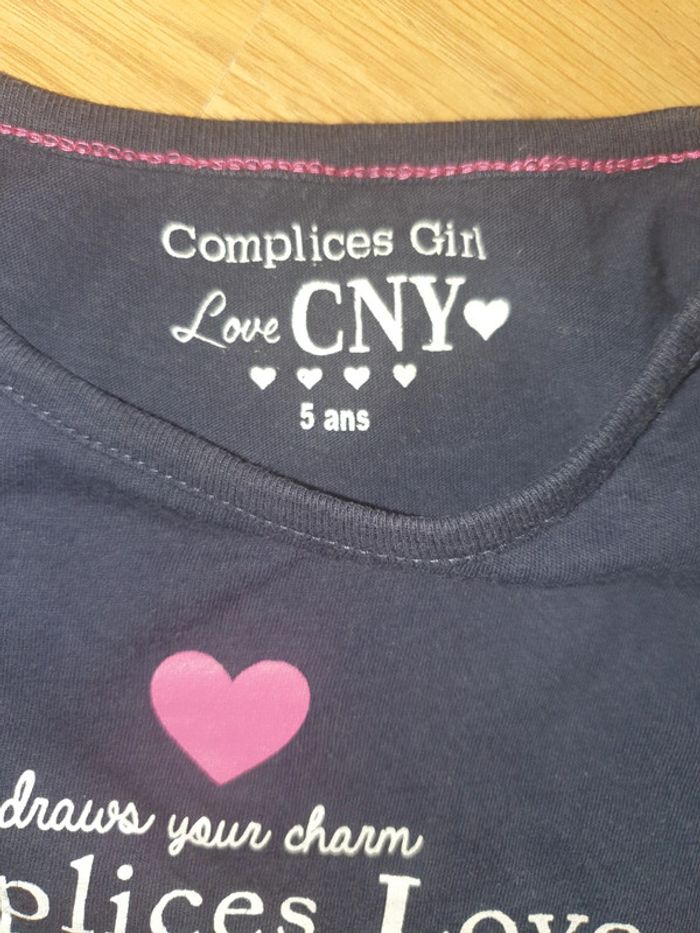 Complices Girl
Love CNY
5 ans
draws your charm
plices Love